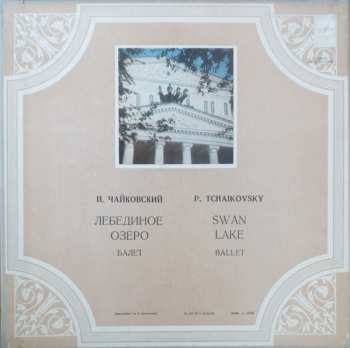 П. ЧАЙКОВСКИЙ
ЛЕБЕДИНОЕ
ОЗЕРО
БАЛЕТ
P. TCHAIKOVSKY
SWAN
LAKE
BALLET